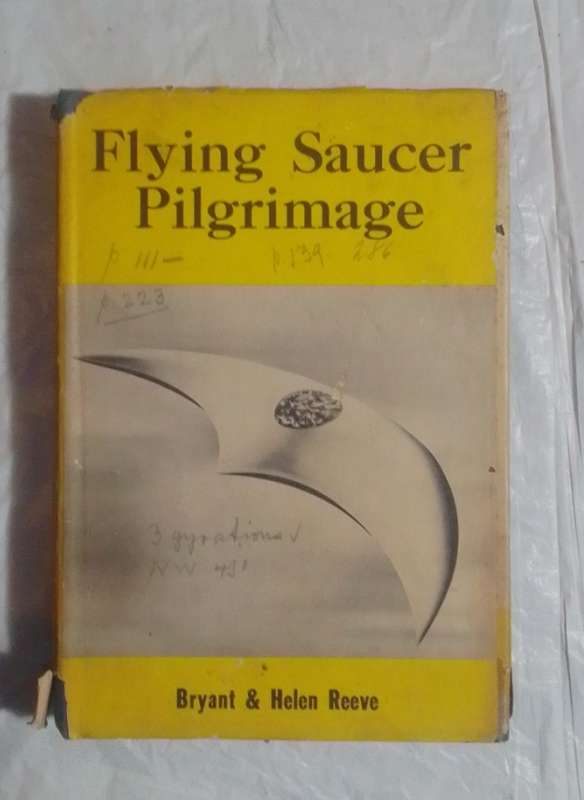 Flying Saucer
Pilgrimage
p 111 – p 139 286
p. 223
3 gyrations
NW 45'
Bryant & Helen Reeve